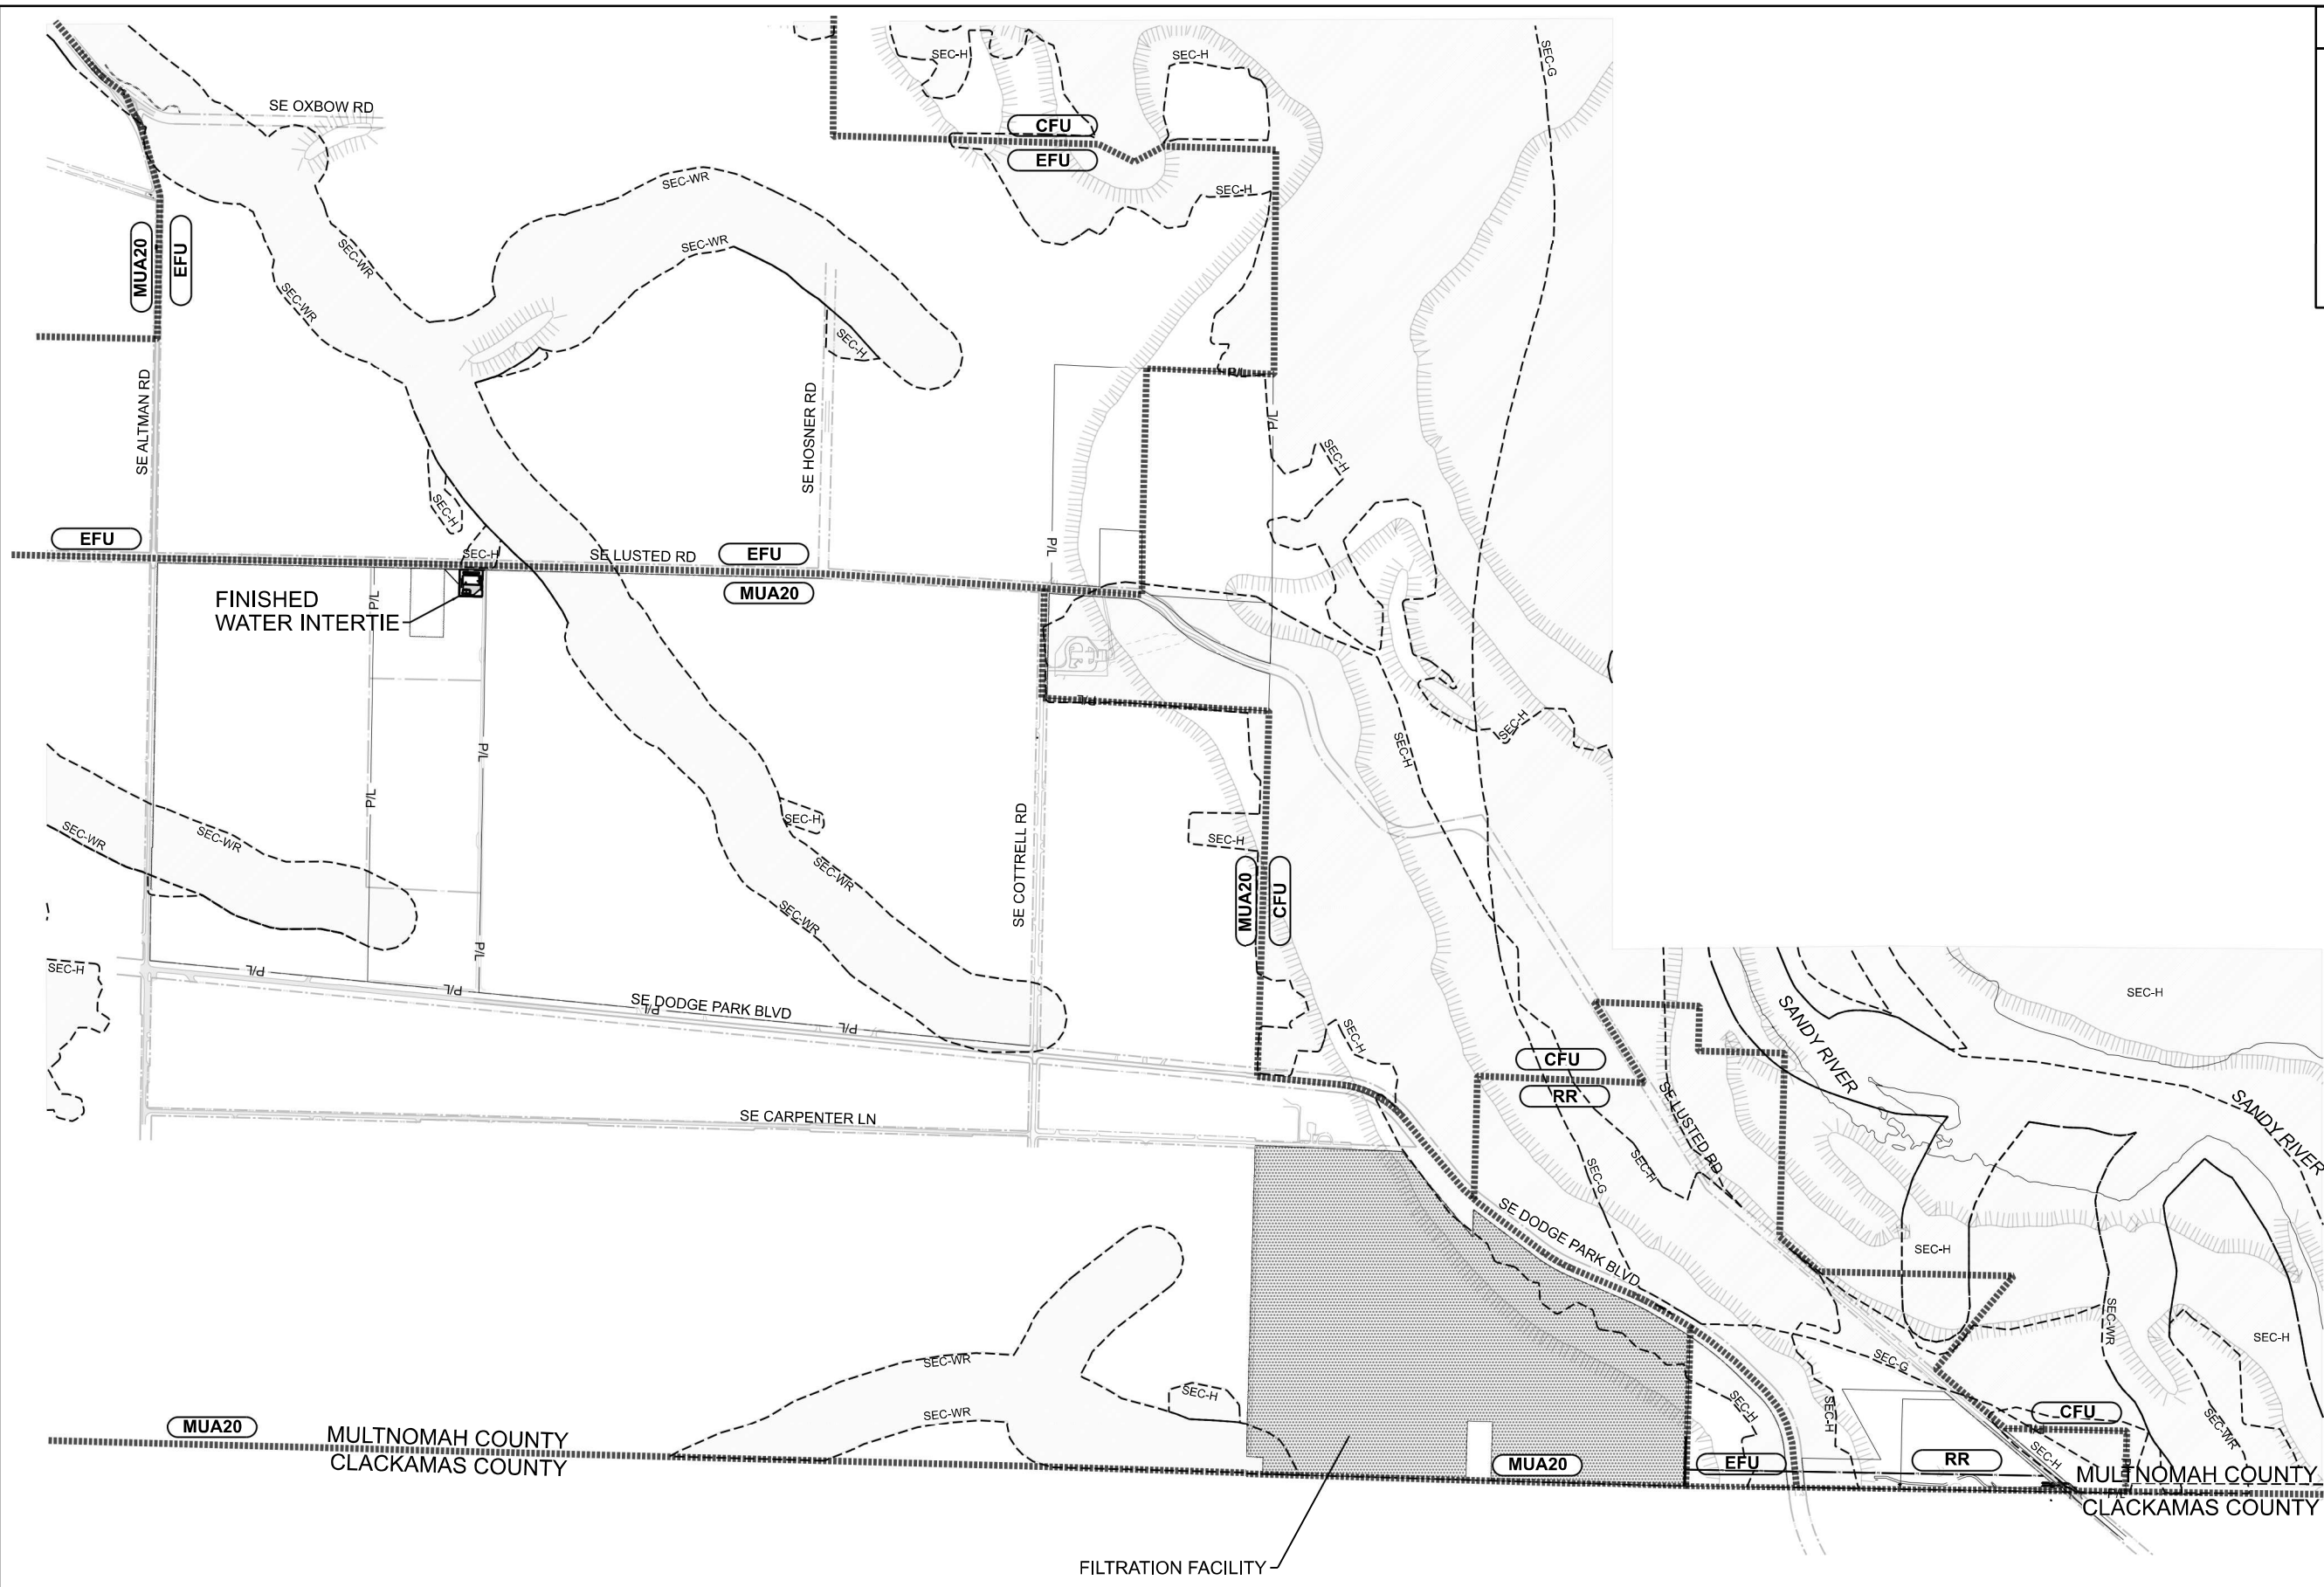 SEC-H
SEC-H
SEC-G
SE OXBOW RD
CFU
EFU
SEC-WR
SEC-H
SEC-WR
SEC-WR
MUA20
EFU
SEC-WR
SEC-H
P/L
SE ALTMAN RD
SE HOSNER RD
P/L
SEC-H
SEC-H
EFU
SEC-H
SE LUSTED RD
EFU
P/L
MUA20
FINISHED
WATER INTERTIE
P/L
P/L
SEC-H
SEC-H
P/L
P/L
SEC-H
SEC-H
SEC-WR
SEC-WR
SE COTTRELL RD
MUA20
CFU
SEC-WR
SEC-WR
P/L
SEC-H
P/L
P/L
SE DODGE PARK BLVD
P/L
P/L
SEC-H
SEC-H
SANDY RIVER
CFU
RR
SE LUSTED RD
SANDY RIVER
SE CARPENTER LN
SEC-G
SEC-H
SE DODGE PARK BLVD
SEC-H
SEC-WR
SEC-H
SEC-WR
SEC-G
SEC-H
SEC-WR
SEC-H
SEC-H
CFU
SEC-WR
MUA20
MULTNOMAH COUNTY
CLACKAMAS COUNTY
MUA20
EFU
RR
SEC-H
MULTNOMAH COUNTY
P/L
CLACKAMAS COUNTY
FILTRATION FACILITY